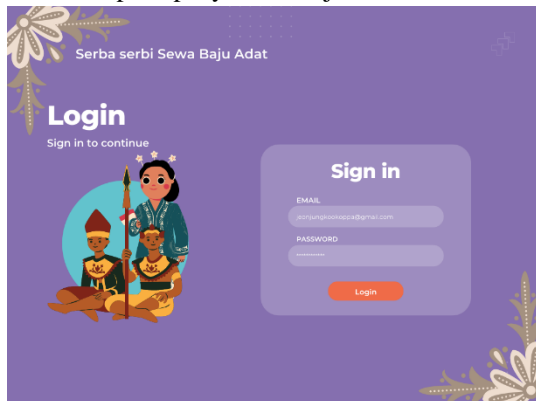 Serba serbi Sewa Baju Adat
Login
Sign in to continue
Sign in
EMAIL
PASSWORD
Login